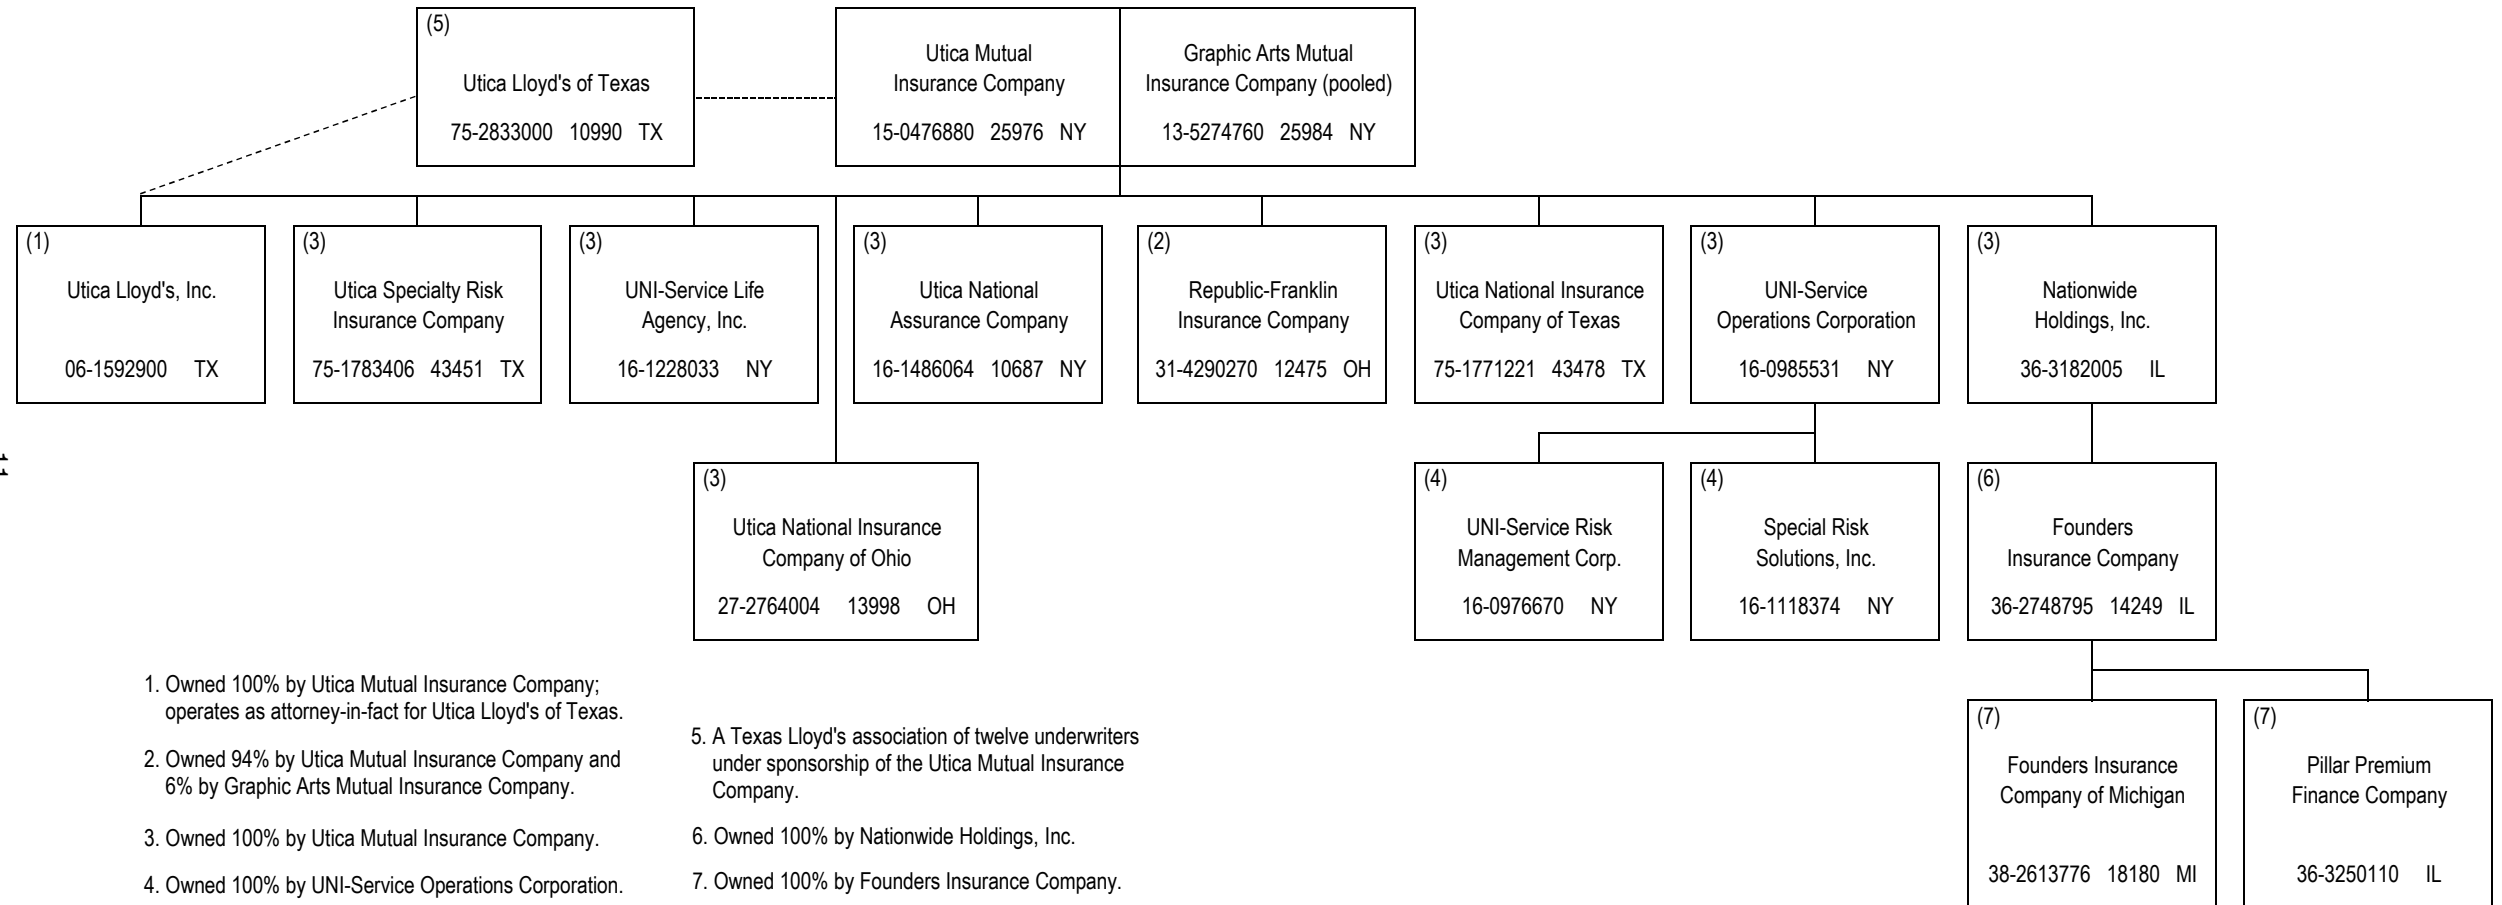 (5)
Utica Lloyd's of Texas
75-2833000 10990 TX
Utica Mutual
Insurance Company
15-0476880 25976 NY
Graphic Arts Mutual
Insurance Company (pooled)
13-5274760 25984 NY
(1)
Utica Lloyd's, Inc.
06-1592900 TX
(3)
Utica Specialty Risk
Insurance Company
75-1783406 43451 TX
(3)
UNI-Service Life
Agency, Inc.
16-1228033 NY
(3)
Utica National
Assurance Company
16-1486064 10687 NY
(2)
Republic-Franklin
Insurance Company
31-4290270 12475 OH
(3)
Utica National Insurance
Company of Texas
75-1771221 43478 TX
(3)
UNI-Service
Operations Corporation
16-0985531 NY
(3)
Nationwide
Holdings, Inc.
36-3182005 IL
(3)
Utica National Insurance
Company of Ohio
27-2764004 13998 OH
(4)
UNI-Service Risk
Management Corp.
16-0976670 NY
(4)
Special Risk
Solutions, Inc.
16-1118374 NY
(6)
Founders
Insurance Company
36-2748795 14249 IL
(7)
Founders Insurance
Company of Michigan
38-2613776 18180 MI
(7)
Pillar Premium
Finance Company
36-3250110 IL
1. Owned 100% by Utica Mutual Insurance Company;
operates as attorney-in-fact for Utica Lloyd's of Texas.
2. Owned 94% by Utica Mutual Insurance Company and
6% by Graphic Arts Mutual Insurance Company.
3. Owned 100% by Utica Mutual Insurance Company.
4. Owned 100% by UNI-Service Operations Corporation.
5. A Texas Lloyd's association of twelve underwriters
under sponsorship of the Utica Mutual Insurance
Company.
6. Owned 100% by Nationwide Holdings, Inc.
7. Owned 100% by Founders Insurance Company.